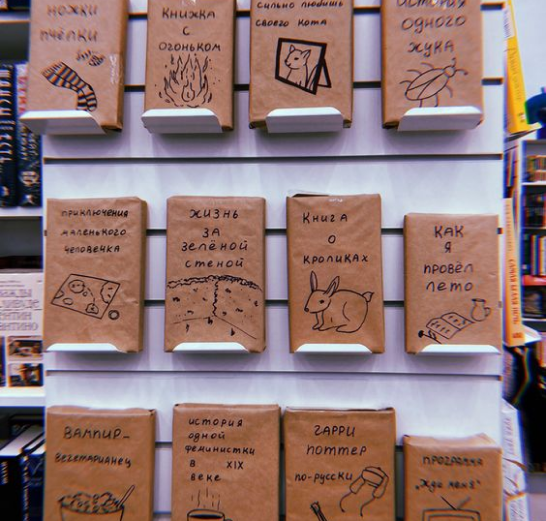 НОЖКИ
ПЧЁЛКИ
КНИЖКА
С
ОГОНЬКОМ
сильно любишь
своего кота
ИСТОРИЯ
ОДНОГО
ЖУКА
ПРИКЛЮЧЕНИЯ
маленького
человечка
ЖИЗНЬ
ЗА
зелёной
стеной
КНИГА
О
КРОЛИКАХ
КАК
Я
провёл
лето
ВАМПИР-
вегетарианец
история
одной
феминистки
в XIX
веке
ГАРРИ
ПОТТЕР
по-русски
ПРОГРАММА
„Жди меня"